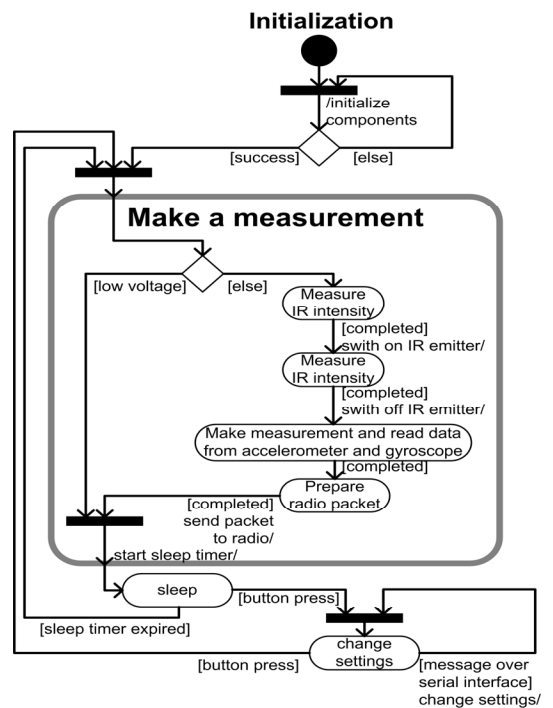 Initialization
/initialize
components
[success]
[else]
Make a measurement
[low voltage]
[else]
Measure
IR intensity
[completed]
swith on IR emitter/
Measure
IR intensity
[completed]
swith off IR emitter/
Make measurement and read data
from accelerometer and gyroscope
[completed]
Prepare
radio packet
[completed]
send packet
to radio/
start sleep timer/
sleep
[button press]
[sleep timer expired]
change
settings
[button press]
[message over
serial interface]
change settings/